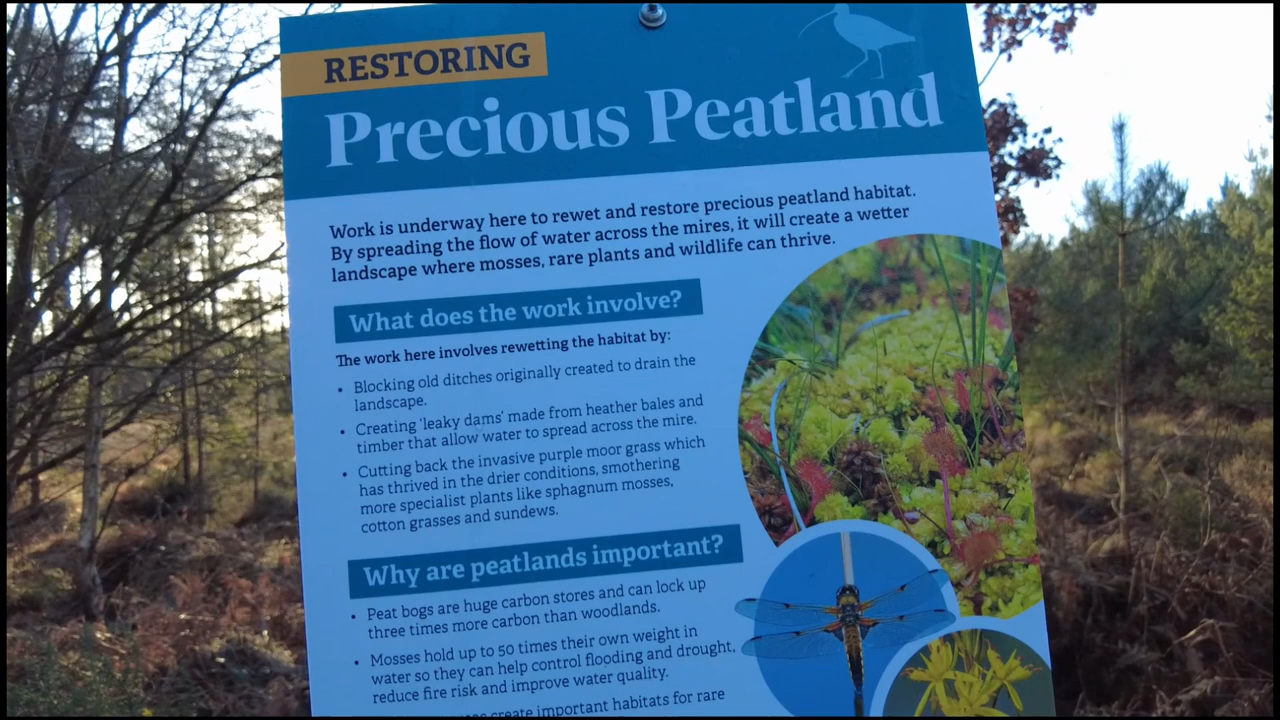 RESTORING
Precious Peatland
Work is underway here to rewet and restore precious peatland habitat.
By spreading the flow of water across the mires, it will create a wetter
landscape where mosses, rare plants and wildlife can thrive.
What does the work involve?
The work here involves rewetting the habitat by:
• Blocking old ditches originally created to drain the
landscape.
• Creating 'leaky dams' made from heather bales and
timber that allow water to spread across the mire.
• Cutting back the invasive purple moor grass which
has thrived in the drier conditions, smothering
more specialist plants like sphagnum mosses,
cotton grasses and sundews.
Why are peatlands important?
• Peat bogs are huge carbon stores and can lock up
three times more carbon than woodlands.
• Mosses hold up to 50 times their own weight in
water so they can help control flooding and drought,
reduce fire risk and improve water quality.
create important habitats for rare